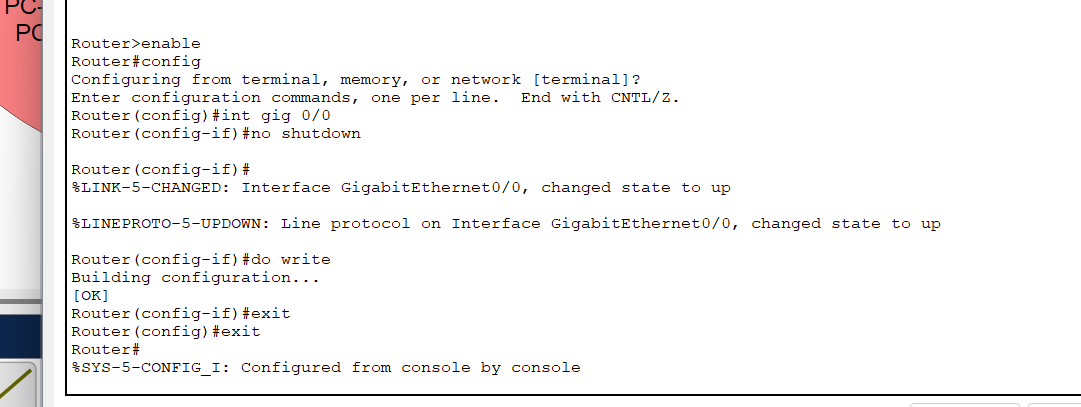 PC-
PC
Router>enable
Router#config
Configuring from terminal, memory, or network [terminal]?
Enter configuration commands, one per line.  End with CNTL/Z.
Router(config)#int gig 0/0
Router(config-if)#no shutdown
Router(config-if)#
%LINK-5-CHANGED: Interface GigabitEthernet0/0, changed state to up
%LINEPROTO-5-UPDOWN: Line protocol on Interface GigabitEthernet0/0, changed state to up
Router(config-if)#do write
Building configuration...
[OK]
Router(config-if)#exit
Router(config)#exit
Router#
%SYS-5-CONFIG_I: Configured from console by console